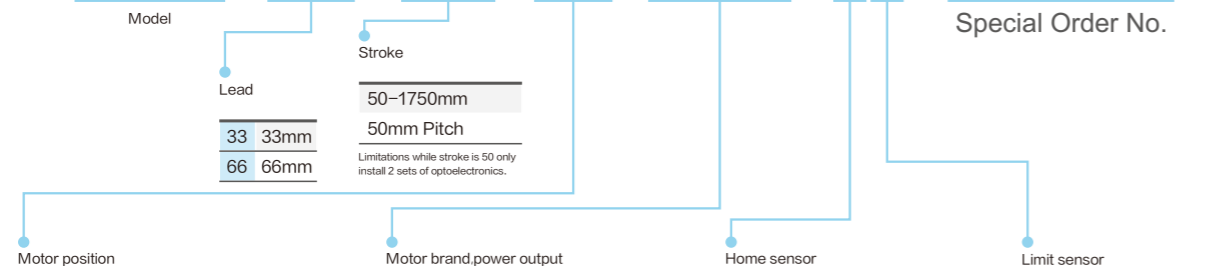 Model
Special Order No.
Stroke
50-1750mm
50mm Pitch
Limitations while stroke is 50 only
install 2 sets of optoelectronics.
Lead
33 33mm
66 66mm
Motor position
Motor brand,power output
Home sensor
Limit sensor